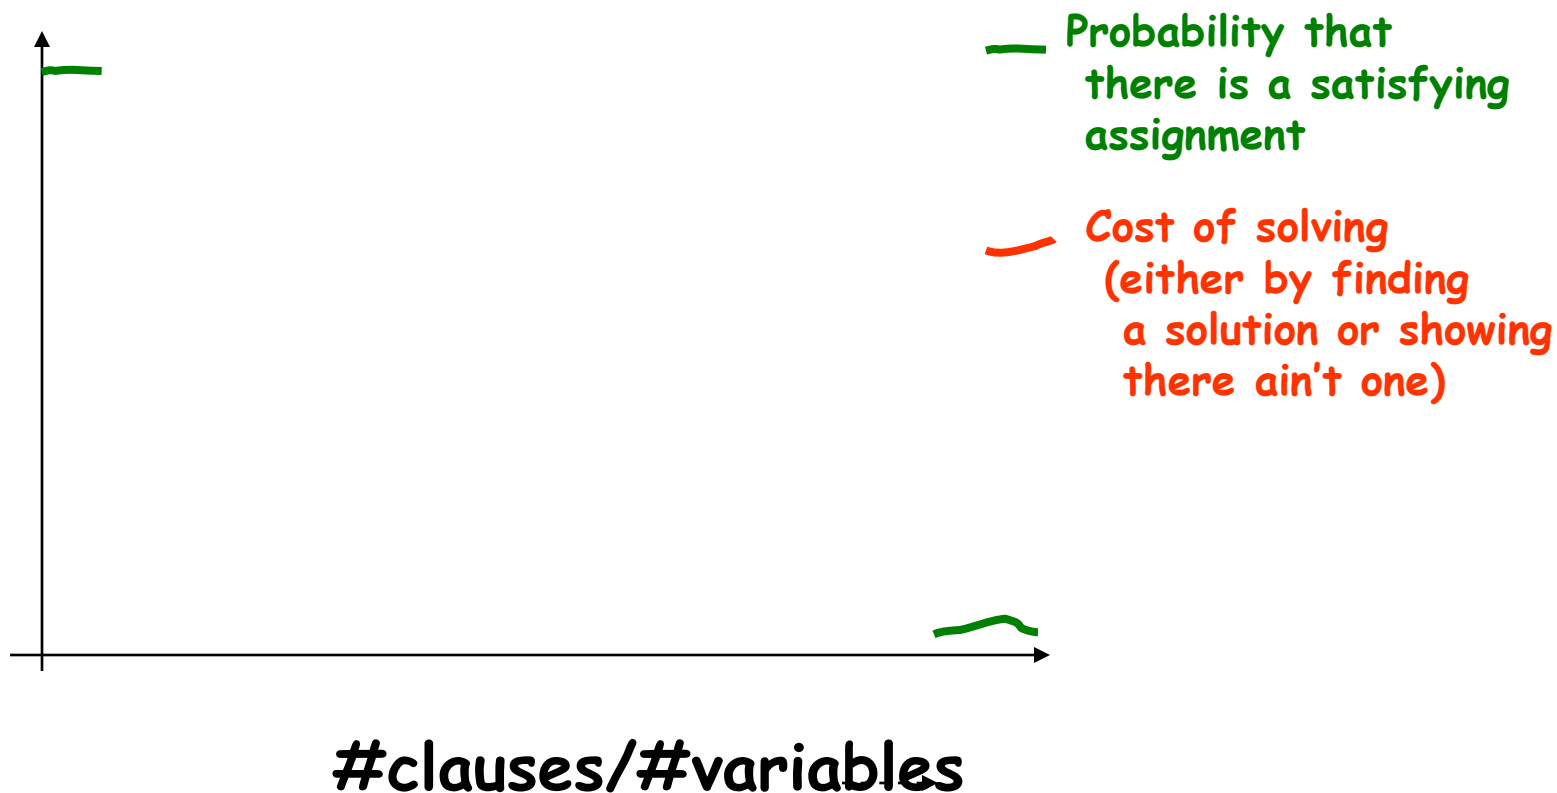 Probability that
there is a satisfying
assignment
Cost of solving
(either by finding
a solution or showing
there ain't one)
#clauses/#variables